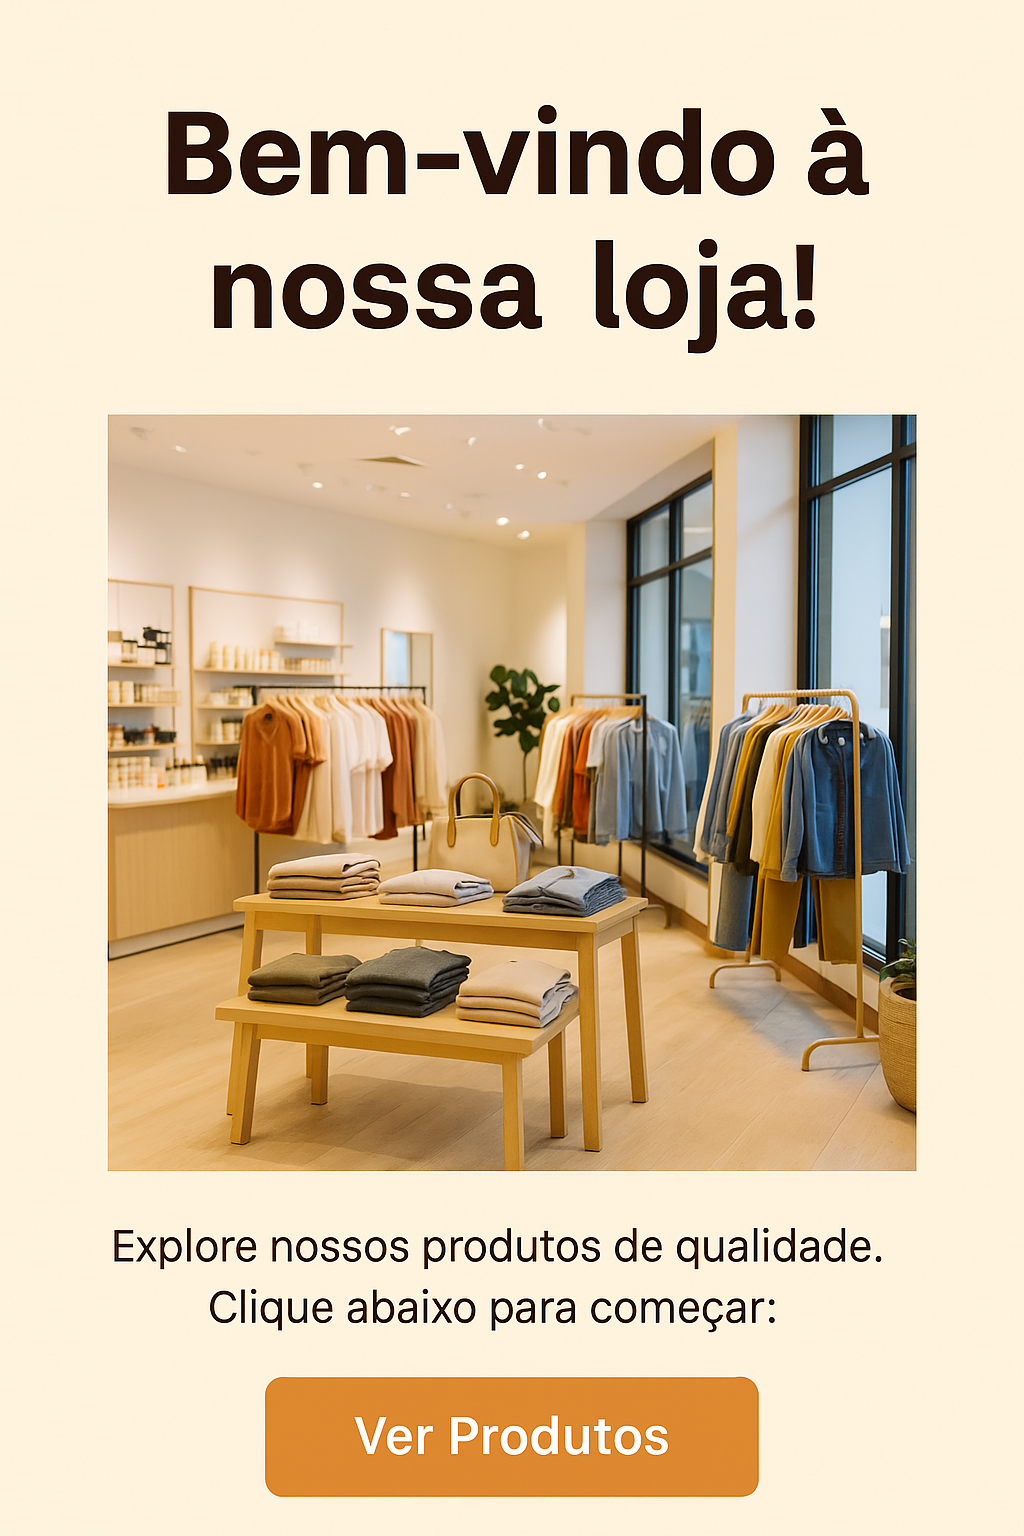 Bem-vindo à
nossa loja!
Explore nossos produtos de qualidade.
Clique abaixo para começar:
Ver Produtos